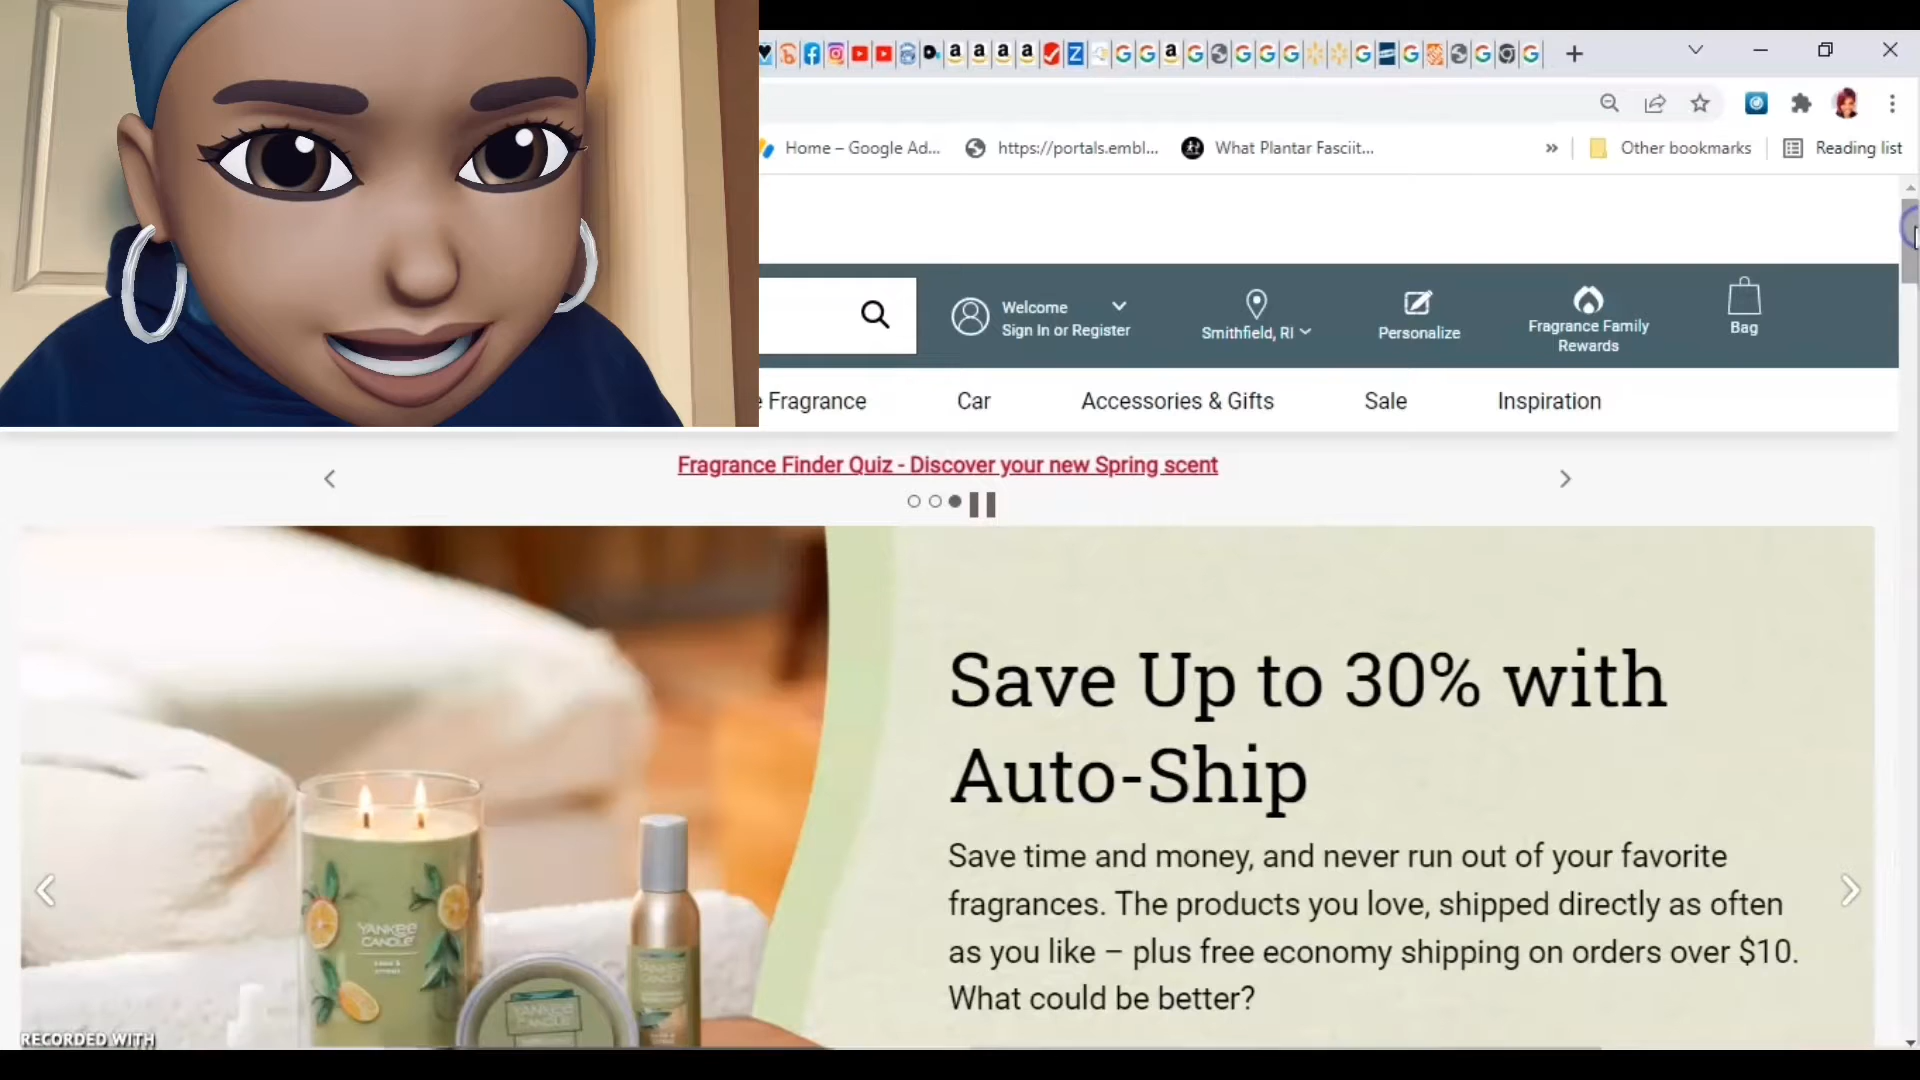 Home – Google Ad...
https://portals.embl...
What Plantar Fasciit...
»
Other bookmarks
Reading list
Welcome
Sign In or Register
Smithfield, RI
Personalize
Fragrance Family
Rewards
Bag
e Fragrance
Car
Accessories & Gifts
Sale
Inspiration
Fragrance Finder Quiz - Discover your new Spring scent
Save Up to 30% with
Auto-Ship
Save time and money, and never run out of your favorite
fragrances. The products you love, shipped directly as often
as you like – plus free economy shipping on orders over $10.
What could be better?
YANKEE
CANDLE
YANKEE
CANDLE
RECORDED WITH